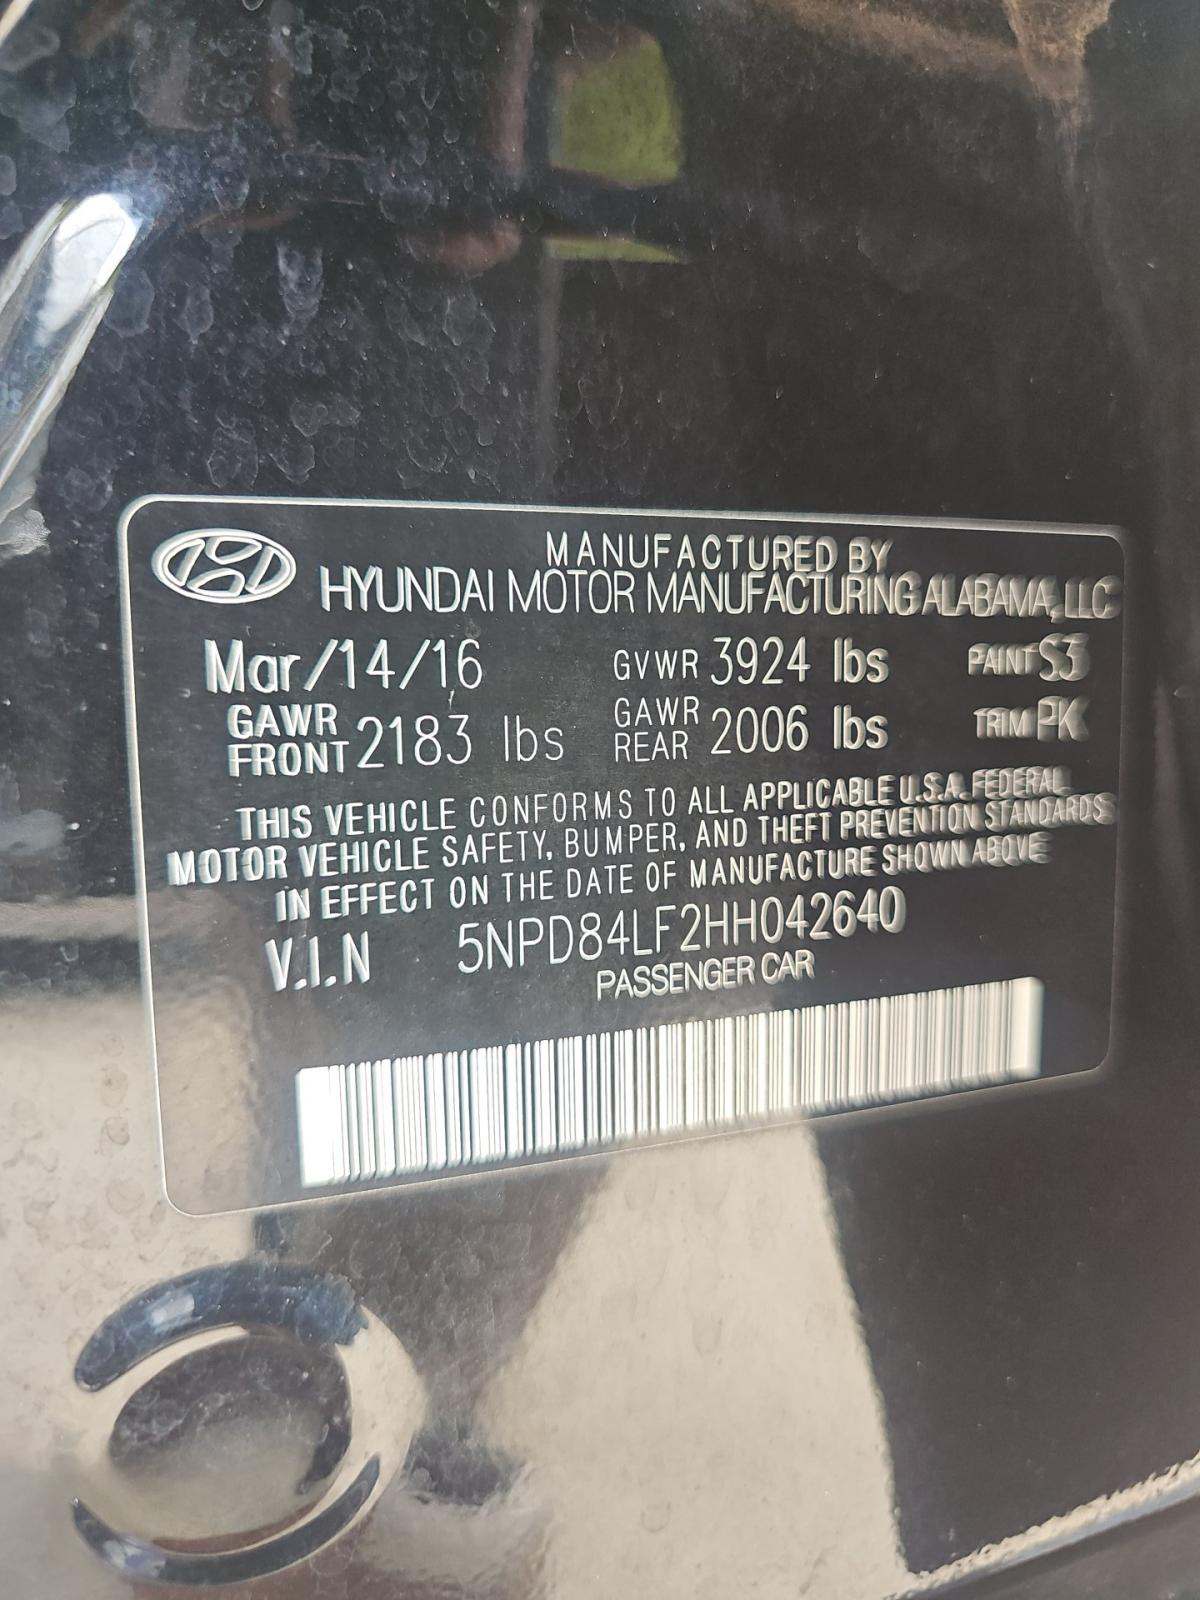 MANUFACTURED BY
HYUNDAI MOTOR MANUFACTURING ALABAMA, LLC
Mar/14/16 GVWR 3924 lbs PAINT S3
GAWR FRONT 2183 lbs GAWR REAR 2006 lbs TRIM PK
THIS VEHICLE CONFORMS TO ALL APPLICABLE U.S.A. FEDERAL
MOTOR VEHICLE SAFETY, BUMPER, AND THEFT PREVENTION STANDARDS
IN EFFECT ON THE DATE OF MANUFACTURE SHOWN ABOVE
V.I.N 5NPD84LF2HH042640
PASSENGER CAR